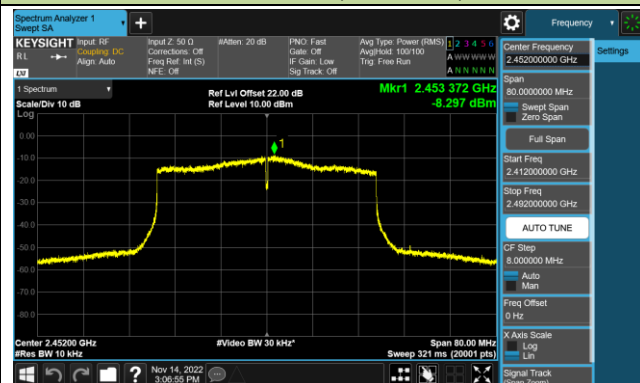 Spectrum Analyzer 1
Swept SA
+
Frequency
KEYSIGHT
RL
LXI
Input: RF
Coupling: DC
Align: Auto
Input Z: 50 Ω
Corrections: Off
Freq Ref: Int (S)
NFE: Off
#Atten: 20 dB
PNO: Fast
Gate: Off
IF Gain: Low
Sig Track: Off
Avg Type: Power (RMS)
Avg|Hold: 100/100
Trig: Free Run
1 2 3 4 5 6
A W W W W W
A N N N N N
1 Spectrum
Scale/Div 10 dB
Log
Ref Lvl Offset 22.00 dB
Ref Level 10.00 dBm
Mkr1 2.453 372 GHz
-8.297 dBm
1
0.00
-10.0
-20.0
-30.0
-40.0
-50.0
-60.0
-70.0
-80.0
Center 2.45200 GHz
#Res BW 10 kHz
#Video BW 30 kHz*
Span 80.00 MHz
Sweep 321 ms (20001 pts)
Center Frequency
2.452000000 GHz
Settings
Span
80.0000000 MHz
Swept Span
Zero Span
Full Span
Start Freq
2.412000000 GHz
Stop Freq
2.492000000 GHz
AUTO TUNE
CF Step
8.000000 MHz
Auto
Man
Freq Offset
0 Hz
X Axis Scale
Log
Lin
Signal Track
(Span Zoom)
?
Nov 14, 2022
3:06:55 PM